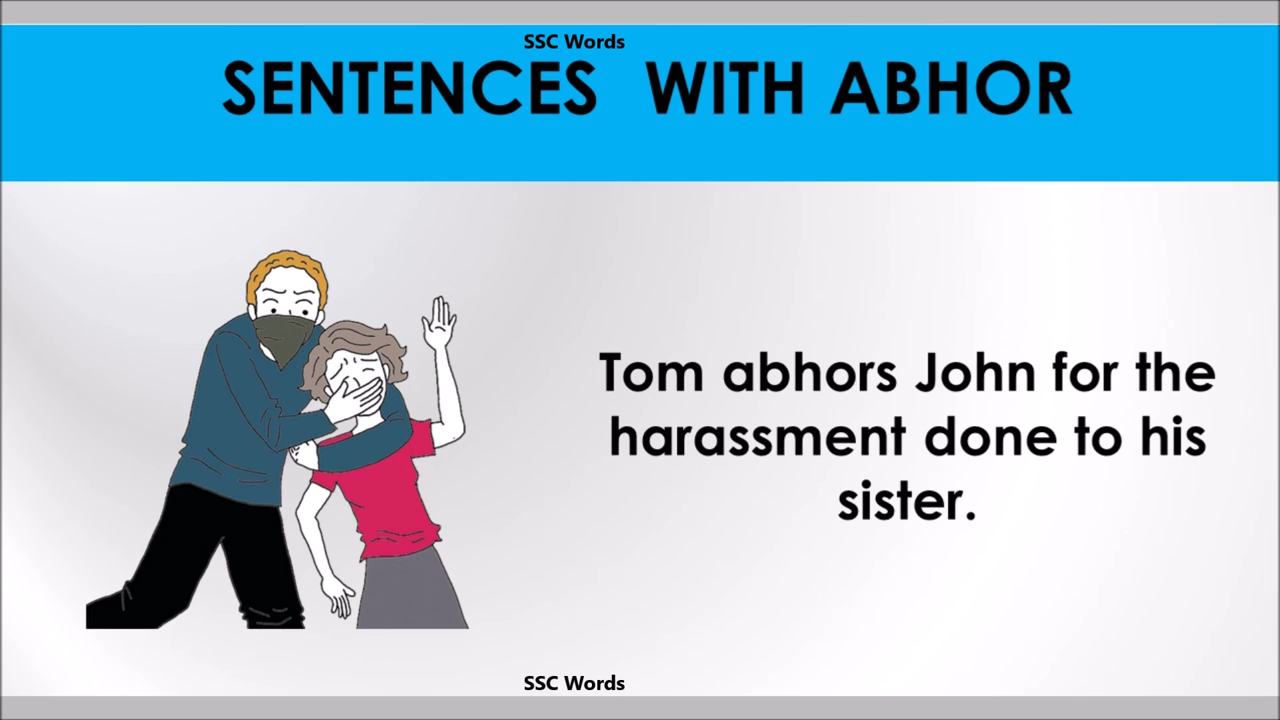 SSC Words
SENTENCES WITH ABHOR
Tom abhors John for the
harassment done to his
sister.
SSC Words